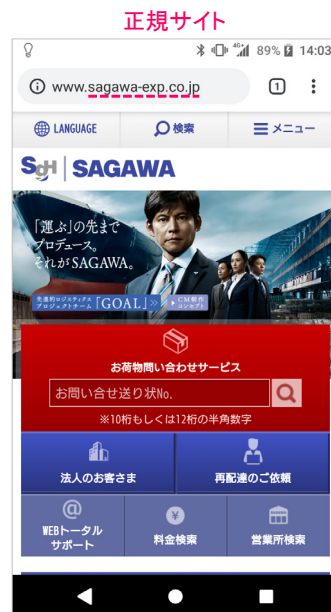 正規サイト
89% 14:03
www.sagawa-exp.co.jp
1
LANGUAGE
検索
メニュー
SGH SAGAWA
「運ぶ」の先まで
プロデュース。
それがSAGAWA。
先進的ロジスティクス
プロジェクトチーム「GOAL」
CM制作
コンセプト
お荷物問い合わせサービス
お問い合せ送り状No.
※10桁もしくは12桁の半角数字
法人のお客さま
再配達のご依頼
WEBトータル
サポート
料金検索
営業所検索